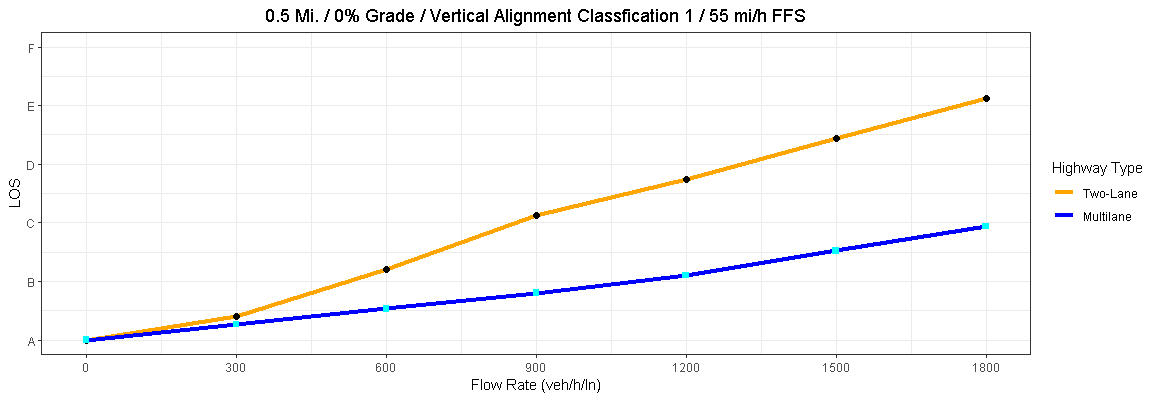 0.5 Mi. / 0% Grade / Vertical Alignment Classfication 1 / 55 mi/h FFS
F
E
D
C
B
A
LOS
0 300 600 900 1200 1500 1800
Flow Rate (veh/h/ln)
Highway Type
Two-Lane
Multilane